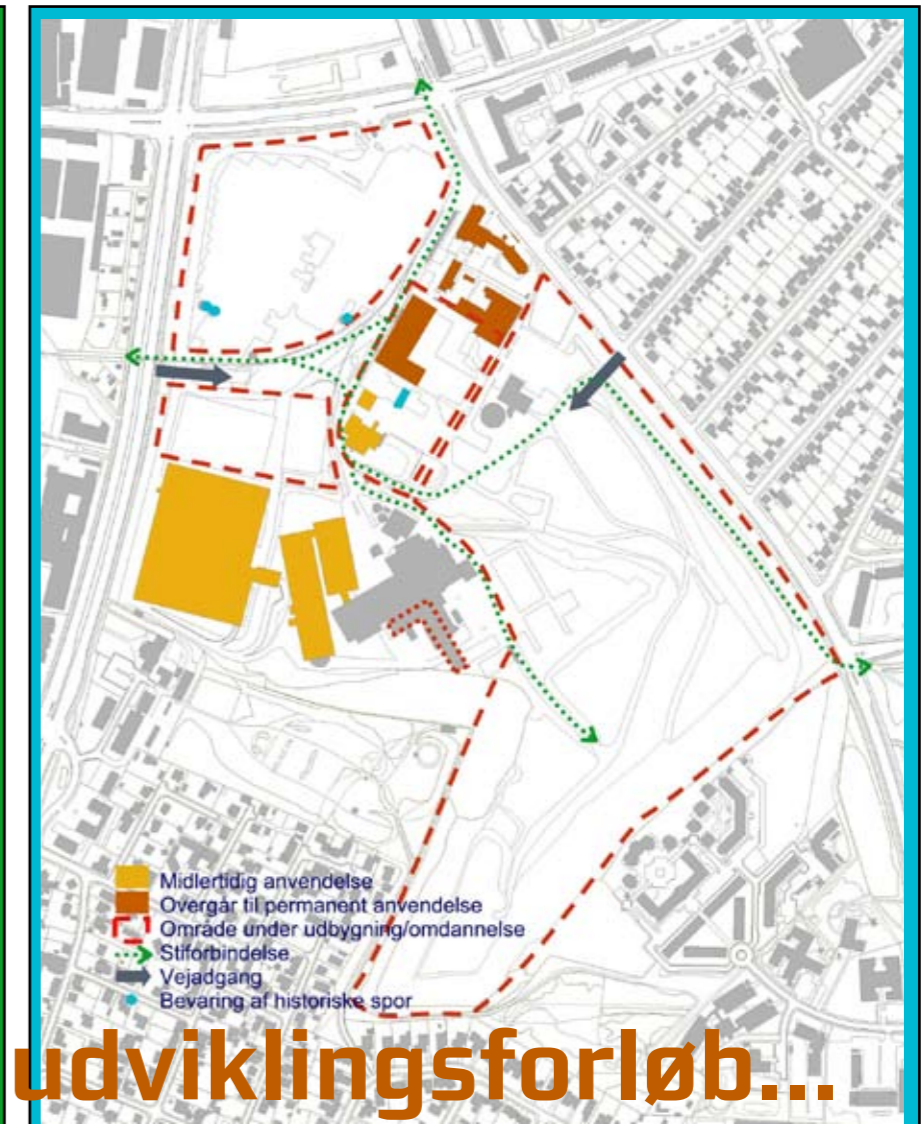 Midlertidig anvendelse
Overgår til permanent anvendelse
Område under udbygning/omdannelse
Stiforbindelse
Vejadgang
Bevaring af historiske spor
udviklingsforløb...